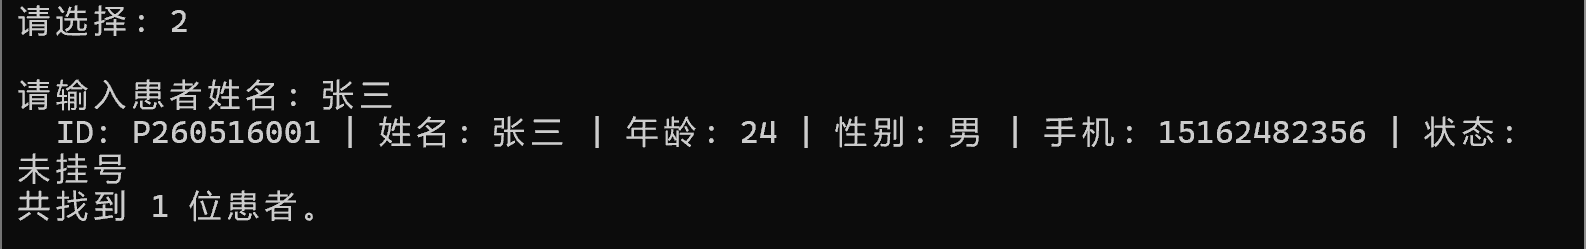 请选择: 2
请输入患者姓名: 张三
ID: P260516001 | 姓名: 张三 | 年龄: 24 | 性别: 男 | 手机: 15162482356 | 状态:
未挂号
共找到 1 位患者。